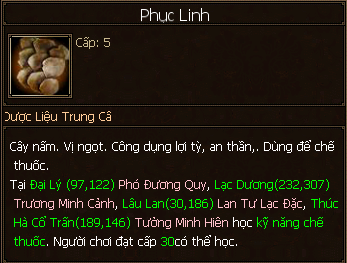 Phục Linh
Cấp: 5
Dược Liệu Trung Câ
Cây nấm. Vị ngọt. Công dụng lợi tỳ, an thần,. Dùng để chế
thuốc.
Tại Đại Lý (97,122) Phó Đương Quy, Lạc Dương(232,307)
Trương Minh Cảnh, Lâu Lan(30,186) Lan Tư Lạc Đặc, Thúc
Hà Cổ Trấn(189,146) Tưởng Minh Hiên học kỹ năng chế
thuốc. Người chơi đạt cấp 30có thể học.